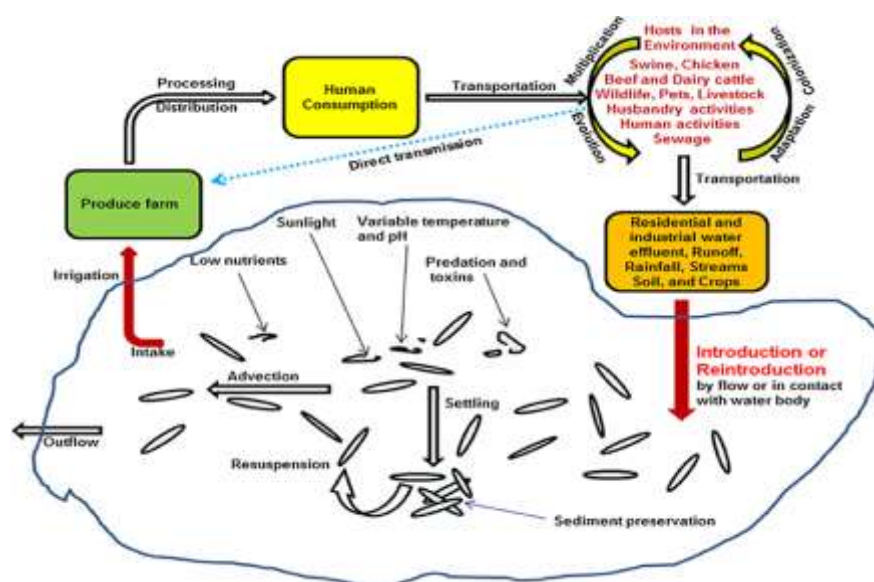 Hosts in the
Environment
Swine, Chicken
Beef and Dairy cattle
Wildlife, Pets, Livestock
Husbandry activities
Human activities
Sewage
Multiplication
Evolution
Colonization
Adaptation
Processing
Distribution
Human
Consumption
Transportation
Direct transmission
Transportation
Produce farm
Residential and
industrial water
effluent, Runoff,
Rainfall, Streams
Soil, and Crops
Irrigation
Intake
Low nutrients
Sunlight
Variable temperature
and pH
Predation and
toxins
Introduction or
Reintroduction
by flow or in contact
with water body
Advection
Settling
Outflow
Resuspension
Sediment preservation